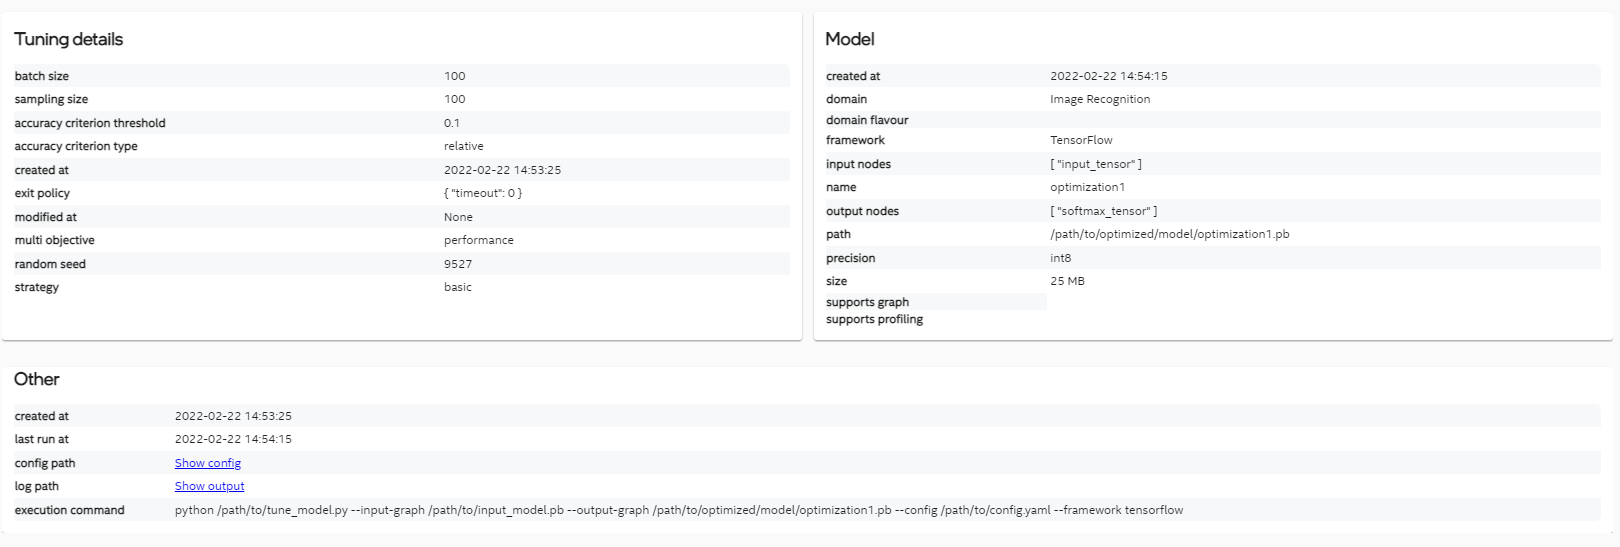 Tuning details
batch size 100
sampling size 100
accuracy criterion threshold 0.1
accuracy criterion type relative
created at 2022-02-22 14:53:25
exit policy { "timeout": 0 }
modified at None
multi objective performance
random seed 9527
strategy basic
Model
created at 2022-02-22 14:54:15
domain Image Recognition
domain flavour
framework TensorFlow
input nodes [ "input_tensor" ]
name optimization1
output nodes [ "softmax_tensor" ]
path /path/to/optimized/model/optimization1.pb
precision int8
size 25 MB
supports graph
supports profiling
Other
created at 2022-02-22 14:53:25
last run at 2022-02-22 14:54:15
config path Show config
log path Show output
execution command python /path/to/tune_model.py --input-graph /path/to/input_model.pb --output-graph /path/to/optimized/model/optimization1.pb --config /path/to/config.yaml --framework tensorflow